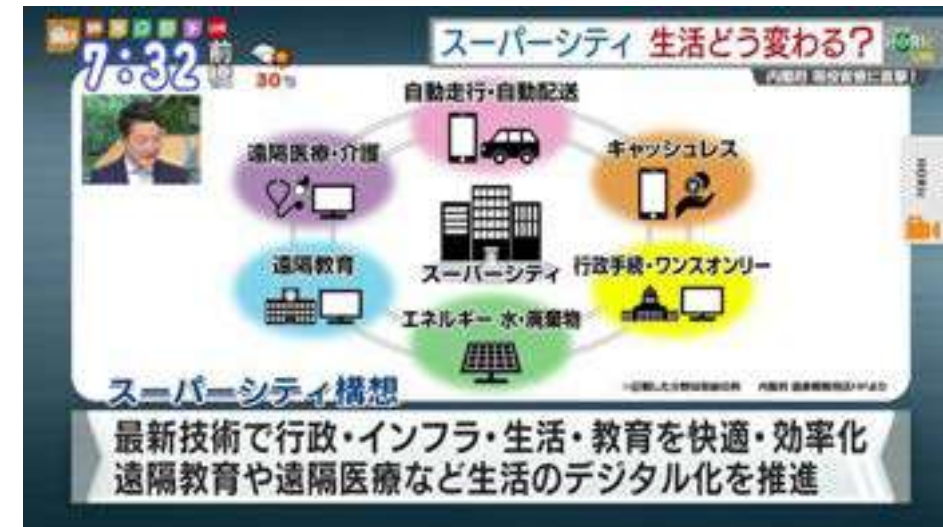 7:32
スーパーシティ 生活どう変わる?
30%
自動走行・自動配送
遠隔医療・介護
キャッシュレス
遠隔教育
スーパーシティ
行政手続・ワンスオンリー
エネルギー 水・廃棄物
スーパーシティ構想
最新技術で行政・インフラ・生活・教育を快適・効率化
遠隔教育や遠隔医療など生活のデジタル化を推進